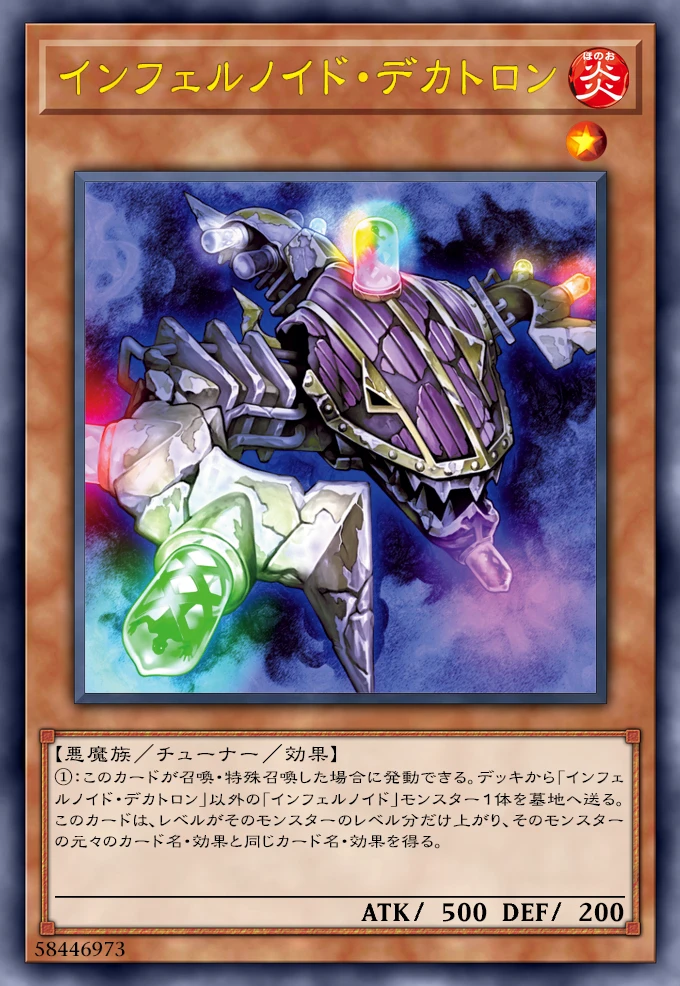 インフェルノイド・デカトロン
ほのお
炎
【悪魔族／チューナー／効果】
①：このカードが召喚・特殊召喚した場合に発動できる。デッキから「インフェ
ルノイド・デカトロン」以外の「インフェルノイド」モンスター１体を墓地へ送る。
このカードは、レベルがそのモンスターのレベル分だけ上がり、そのモンスター
の元々のカード名・効果と同じカード名・効果を得る。
ATK/ 500 DEF/ 200
58446973